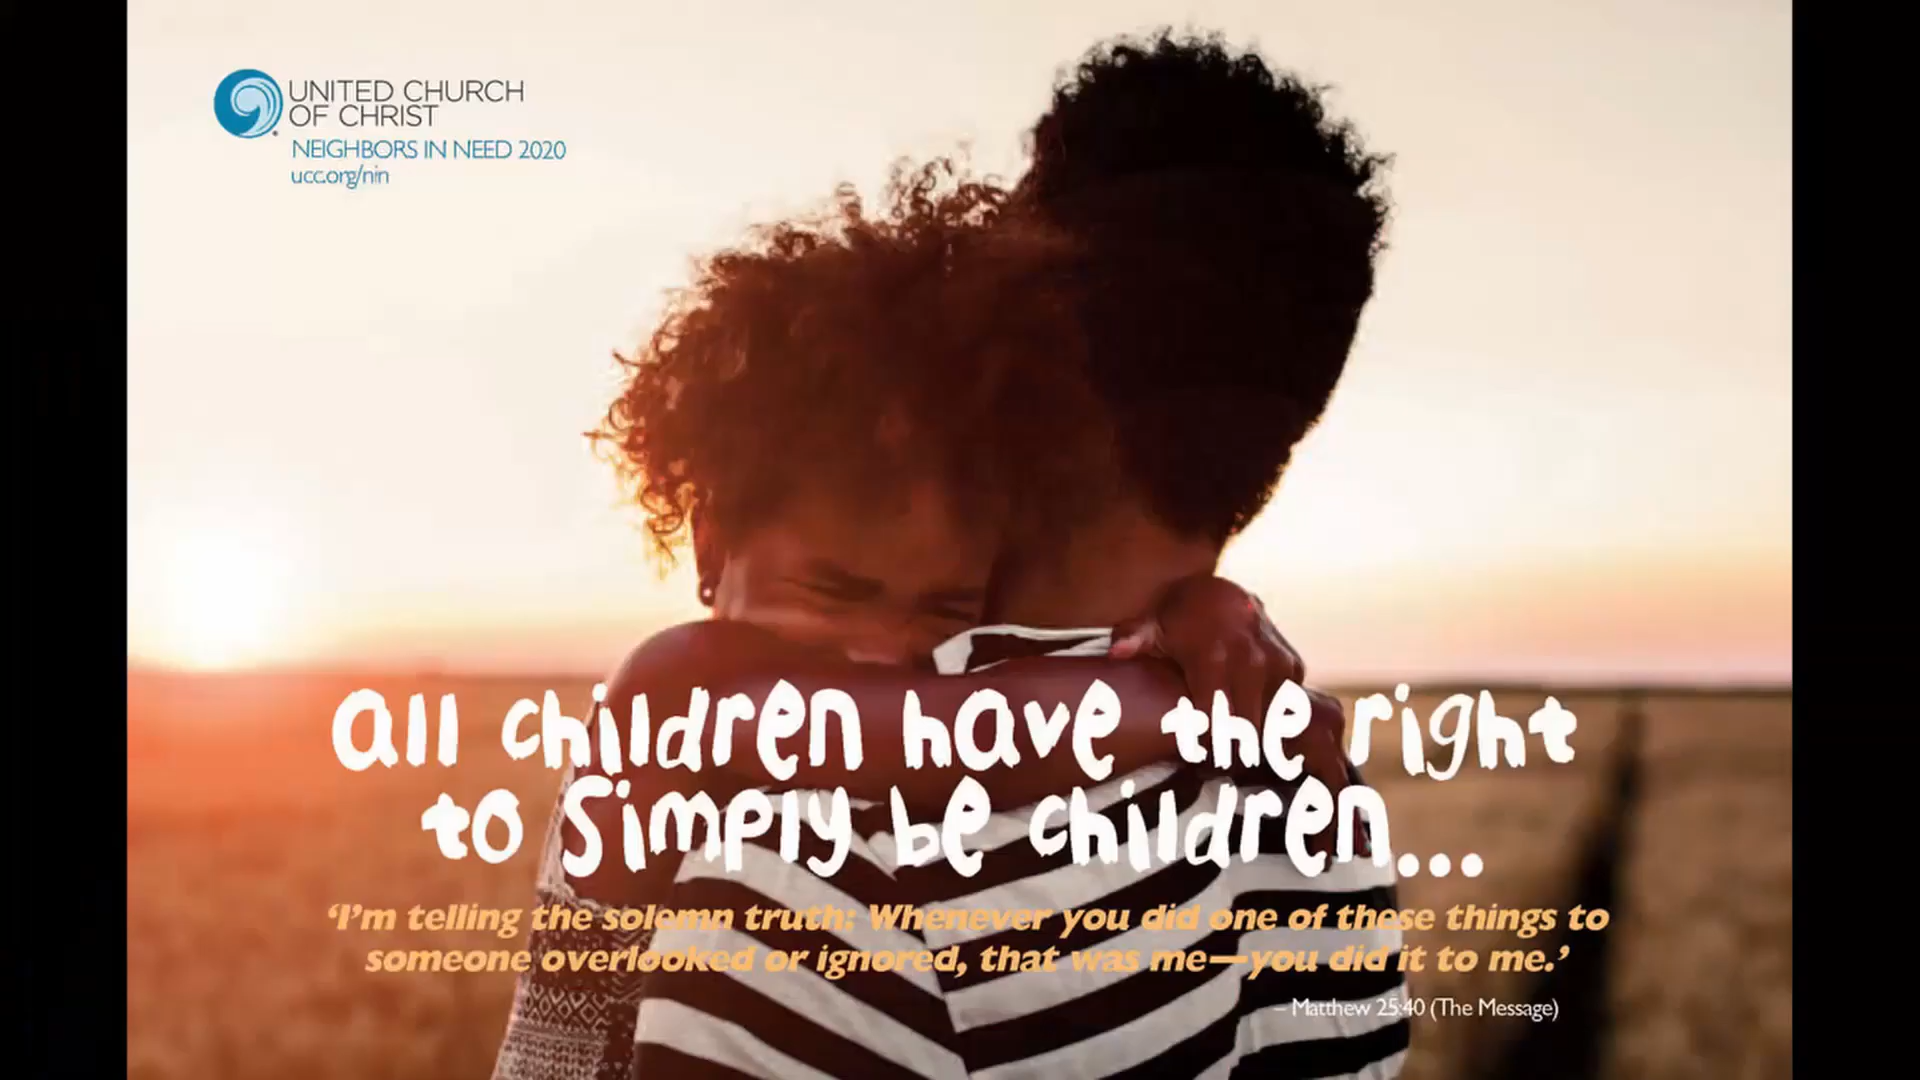 UNITED CHURCH
OF CHRIST
NEIGHBORS IN NEED 2020
ucc.org/nin
all children have the right
to Simply be children...
‘I’m telling the solemn truth: Whenever you did one of these things to
someone overlooked or ignored, that was me—you did it to me.’
– Matthew 25:40 (The Message)